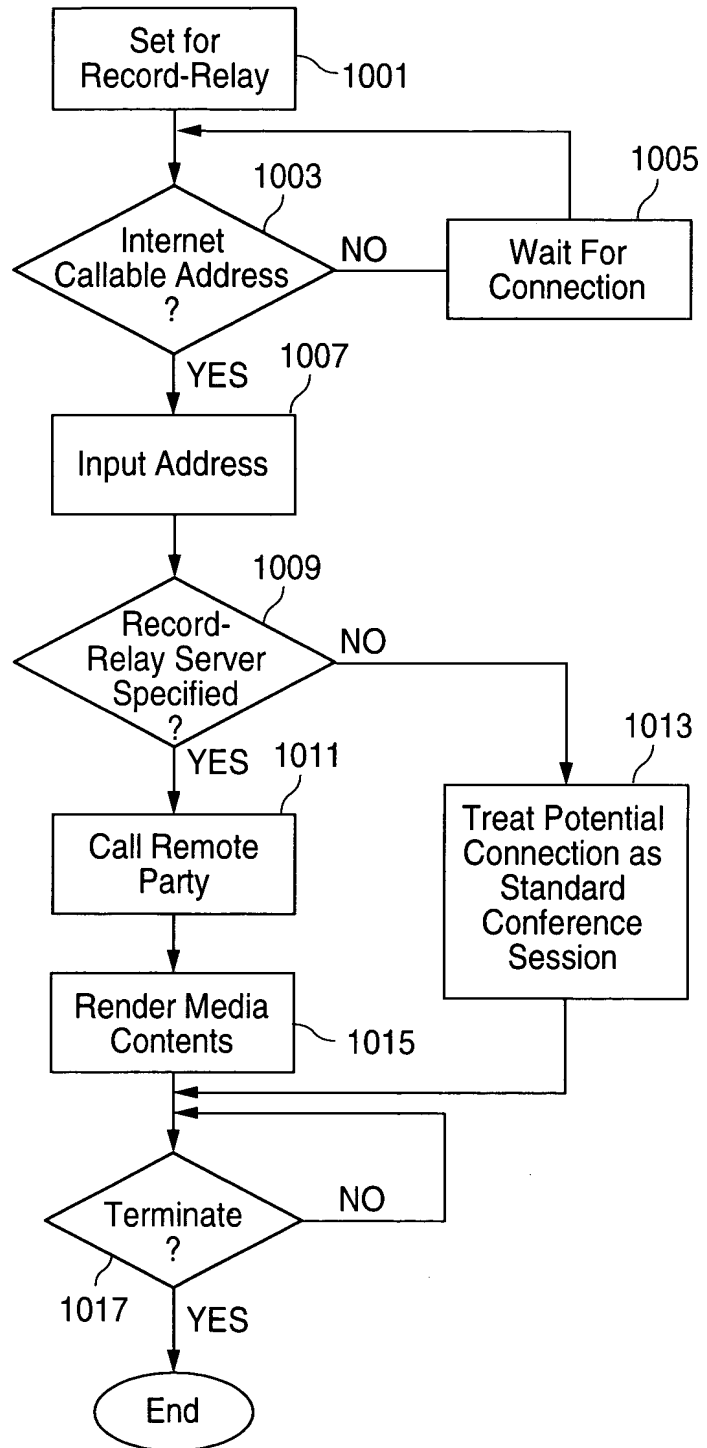 Set for
Record-Relay
1001
1003
1005
Internet
Callable Address
?
NO
Wait For
Connection
YES
1007
Input Address
1009
Record-
Relay Server
Specified
?
NO
YES
1011
1013
Call Remote
Party
Treat Potential
Connection as
Standard
Conference
Session
Render Media
Contents
1015
Terminate
?
NO
1017
YES
End